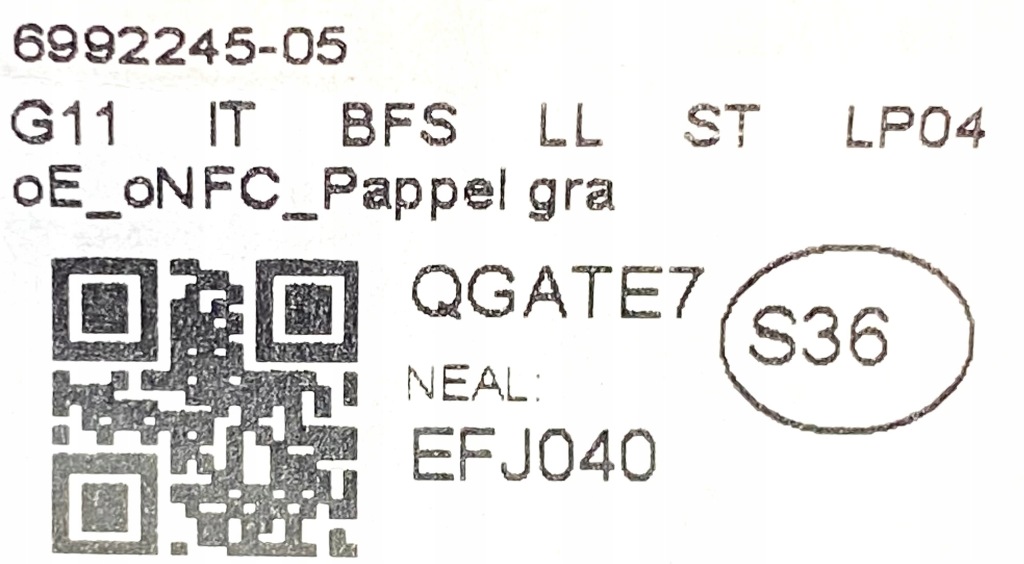 6992245-05
G11 IT BFS LL ST LP04
oE_oNFC_Pappel gra
QGATE7
S36
NEAL:
EFJ040